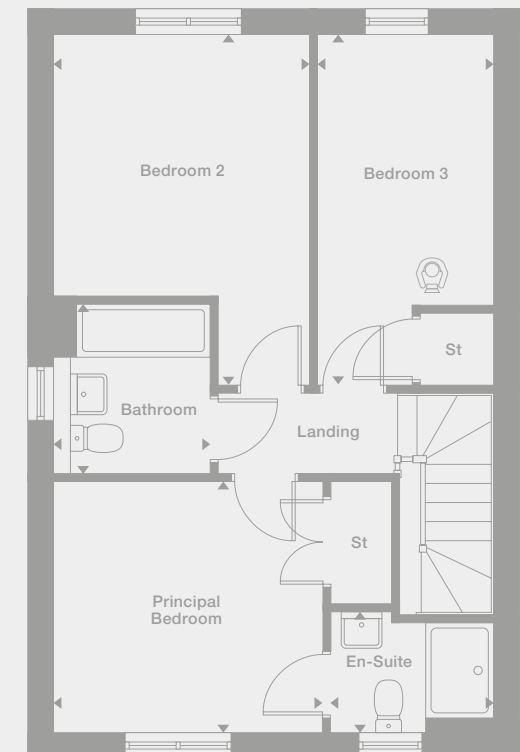 Bedroom 2
Bedroom 3
St
Bathroom
Landing
St
Principal
Bedroom
En-Suite